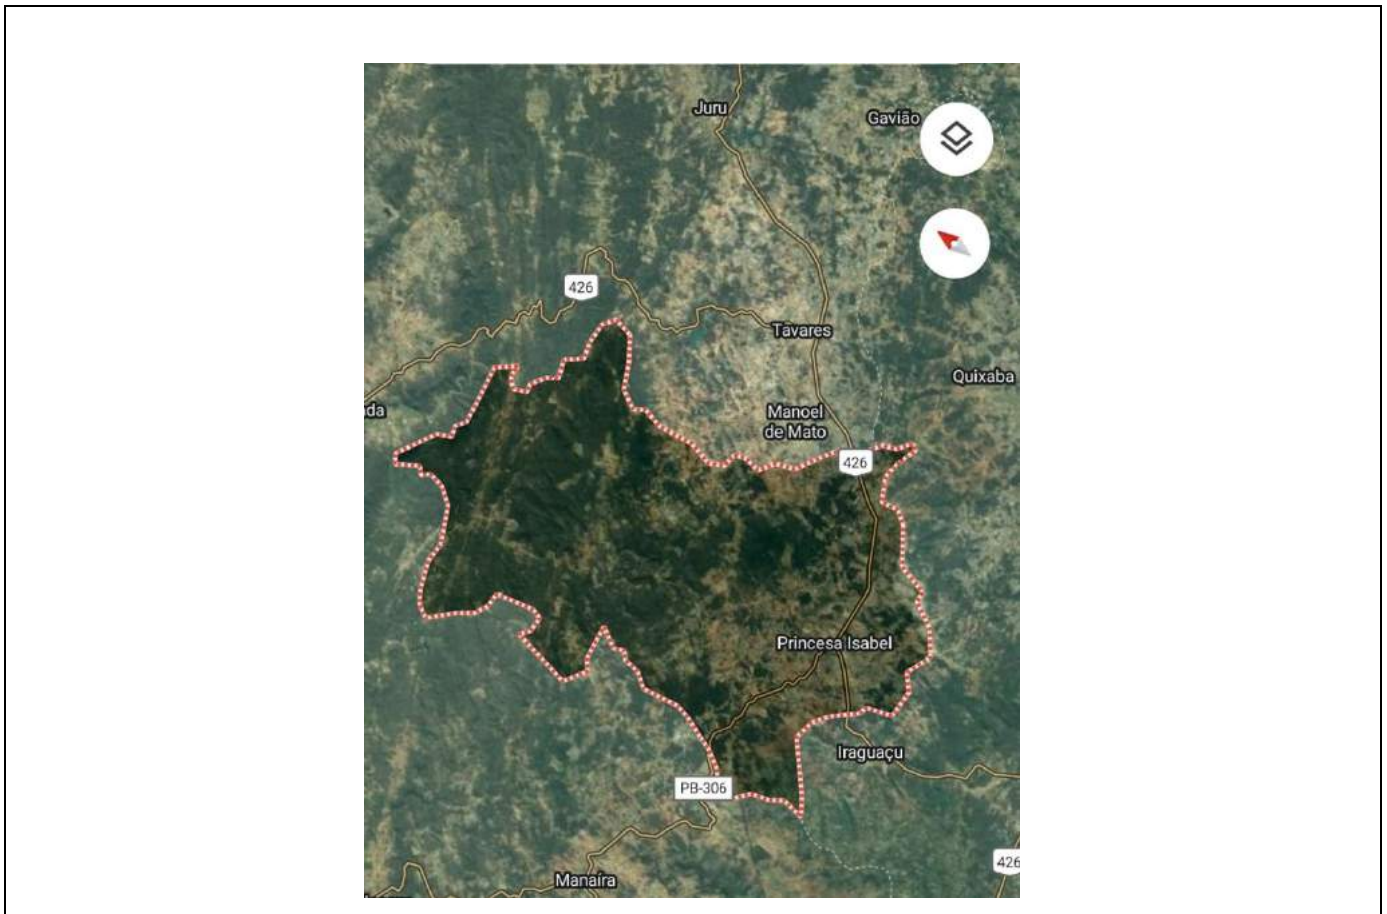 Juru
Gavião
426
Tavares
Quixaba
da
Manoel
de Mato
426
Princesa Isabel
Iraguaçu
PB-306
426
Manaíra